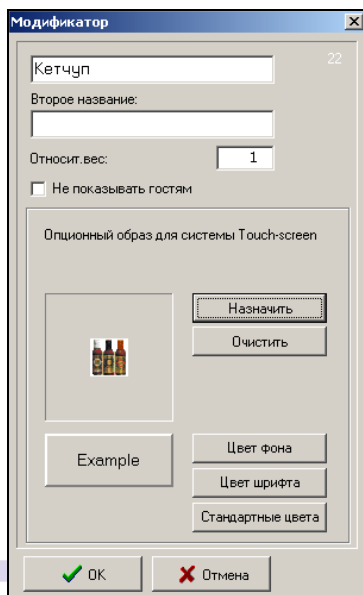 Модификатор
22
Кетчуп
Второе название:
Относит.вес:
1
Не показывать гостям
Опционный образ для системы Touch-screen
Назначить
Очистить
Example
Цвет фона
Цвет шрифта
Стандартные цвета
OK
Отмена